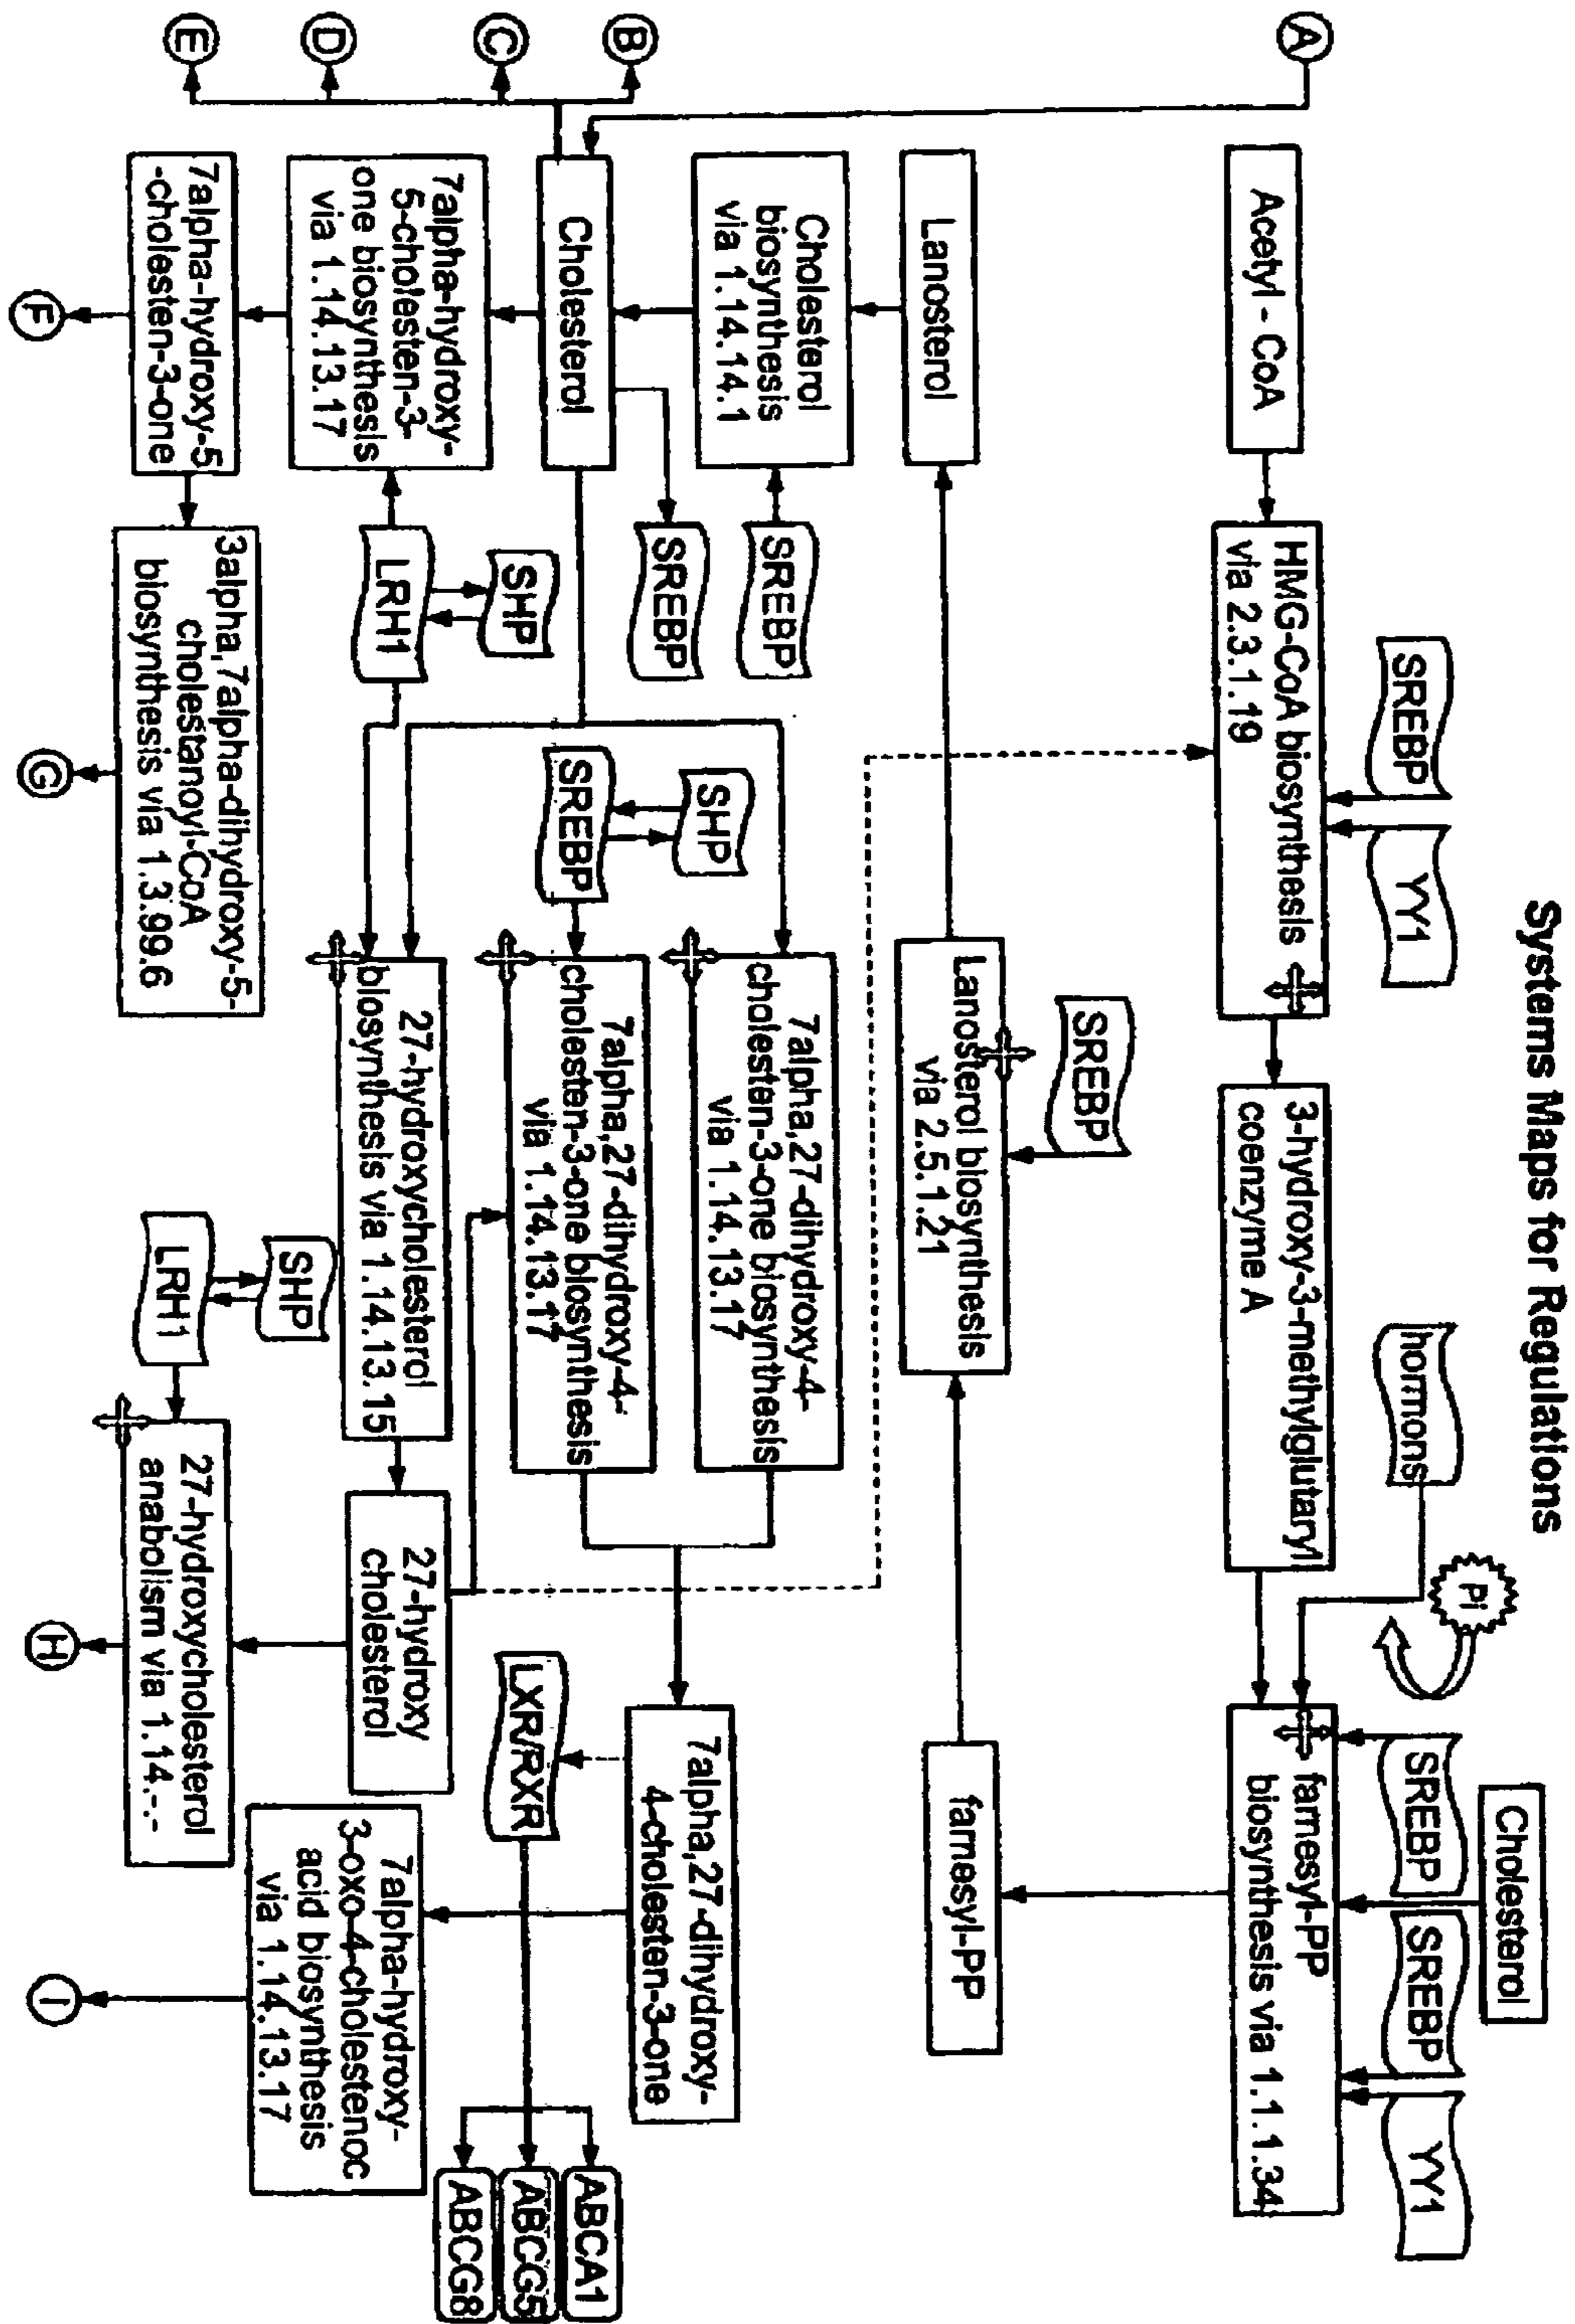 Systems Maps for Regulations
SREBP
YY1
hormons
Pi
SREBP
Cholesterol
SREBP
YY1
Acetyl - CoA
HMG-CoA biosynthesis
via 2.3.1.19
3-hydroxy-3-methylglutaryl
coenzyme A
farnesyl-PP
biosynthesis via 1.1.1.34
A
SREBP
Lanosterol
Lanosterol biosynthesis
via 2.5.1.21
farnesyl-PP
Cholesterol
biosynthesis
via 1.14.14.1
SREBP
SREBP
SHP
SREBP
7alpha,27-dihydroxy-4-
cholesten-3-one biosynthesis
via 1.14.13.17
7alpha,27-dihydroxy-
4-cholesten-3-one
Cholesterol
7alpha,27-dihydroxy-4-
cholesten-3-one biosynthesis
via 1.14.13.17
LXR/RXR
ABCA1
ABCG5
ABCG8
B
C
D
E
SHP
LRH1
7alpha-hydroxy-
5-cholesten-3-
one biosynthesis
via 1.14.13.17
27-hydroxycholesterol
biosynthesis via 1.14.13.15
27-hydroxy
cholesterol
7alpha-hydroxy-
3-oxo-4-cholestenoc
acid biosynthesis
via 1.14.13.17
SHP
LRH1
7alpha-hydroxy-5
-cholesten-3-one
3alpha,7alpha-dihydroxy-5-
cholestanoyl-CoA
biosynthesis via 1.3.99.6
27-hydroxycholesterol
anabolism via 1.14.-.-
F
G
H
I